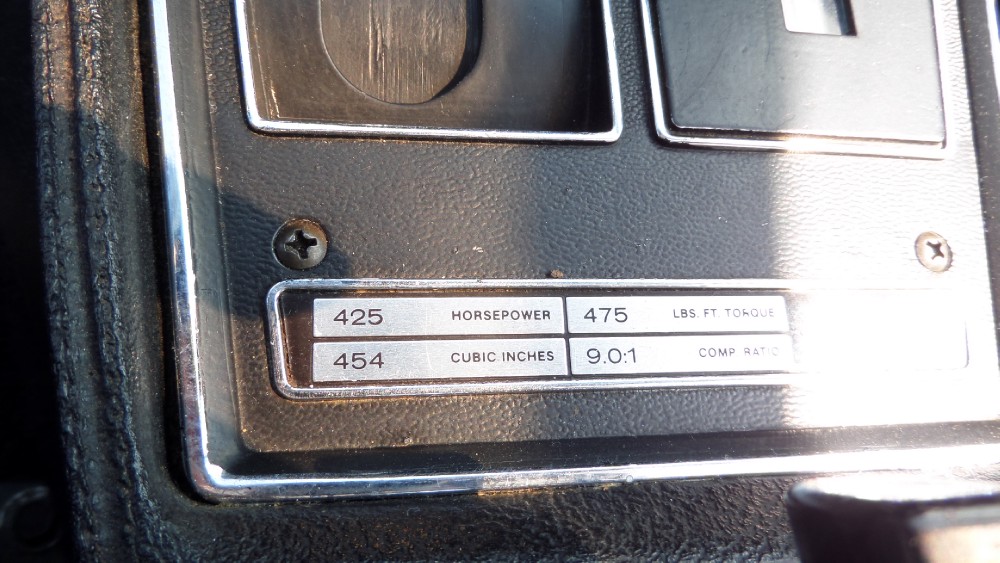 425 HORSEPOWER 475 LBS. FT. TORQUE
454 CUBIC INCHES 9.0:1 COMP. RATIO